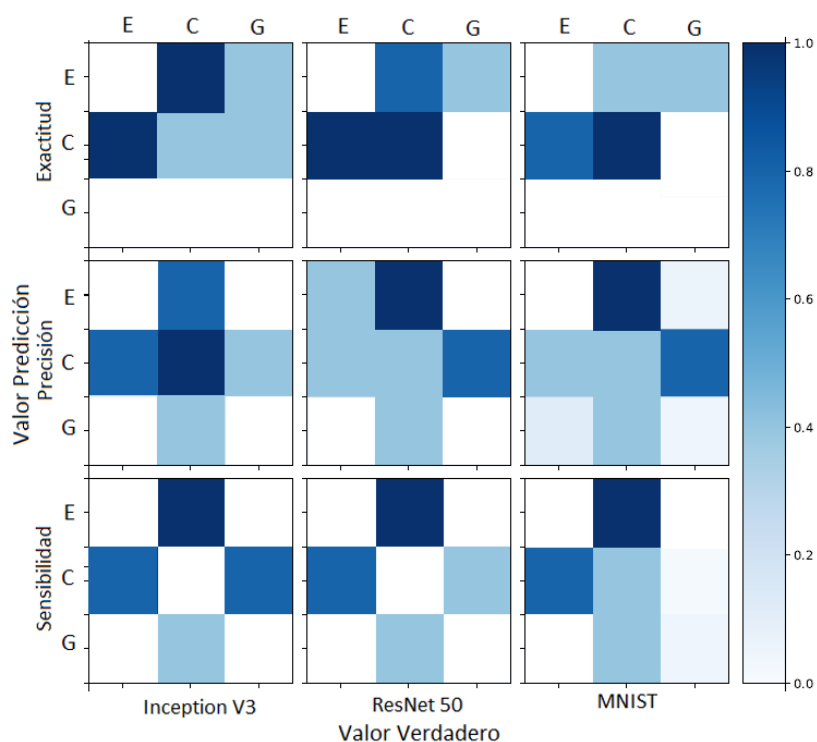 E C G E C G E C G
Exactitud
E
C
G
Valor Predicción
Precisión
E
C
G
Sensibilidad
E
C
G
1.0
0.8
0.6
0.4
0.2
0.0
Inception V3 ResNet 50 MNIST
Valor Verdadero